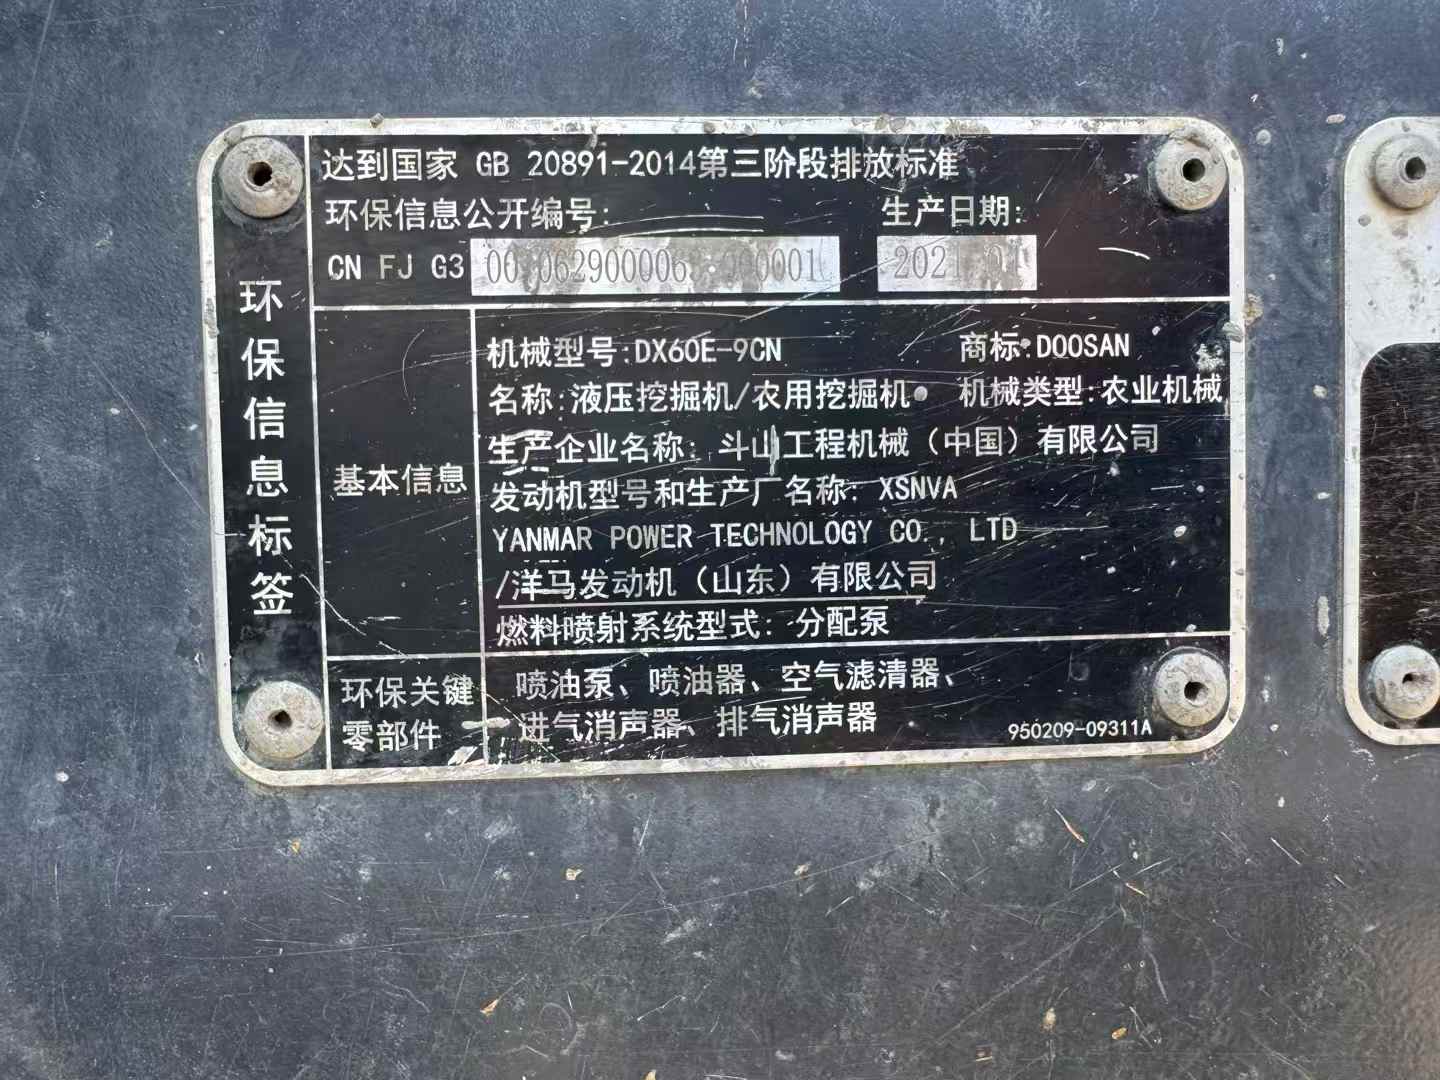 环保信息标签
达到国家 GB 20891-2014第三阶段排放标准
环保信息公开编号: 生产日期:
CN FJ G3
基本信息
机械型号:DX60E-9CN 商标:DOOSAN
名称:液压挖掘机/农用挖掘机 机械类型:农业机械
生产企业名称: 斗山工程机械（中国）有限公司
发动机型号和生产厂名称: XSNVA
YANMAR POWER TECHNOLOGY CO., LTD
/洋马发动机（山东）有限公司
燃料喷射系统型式: 分配泵
环保关键
零部件
喷油泵、喷油器、空气滤清器、
进气消声器、排气消声器
950209-09311A